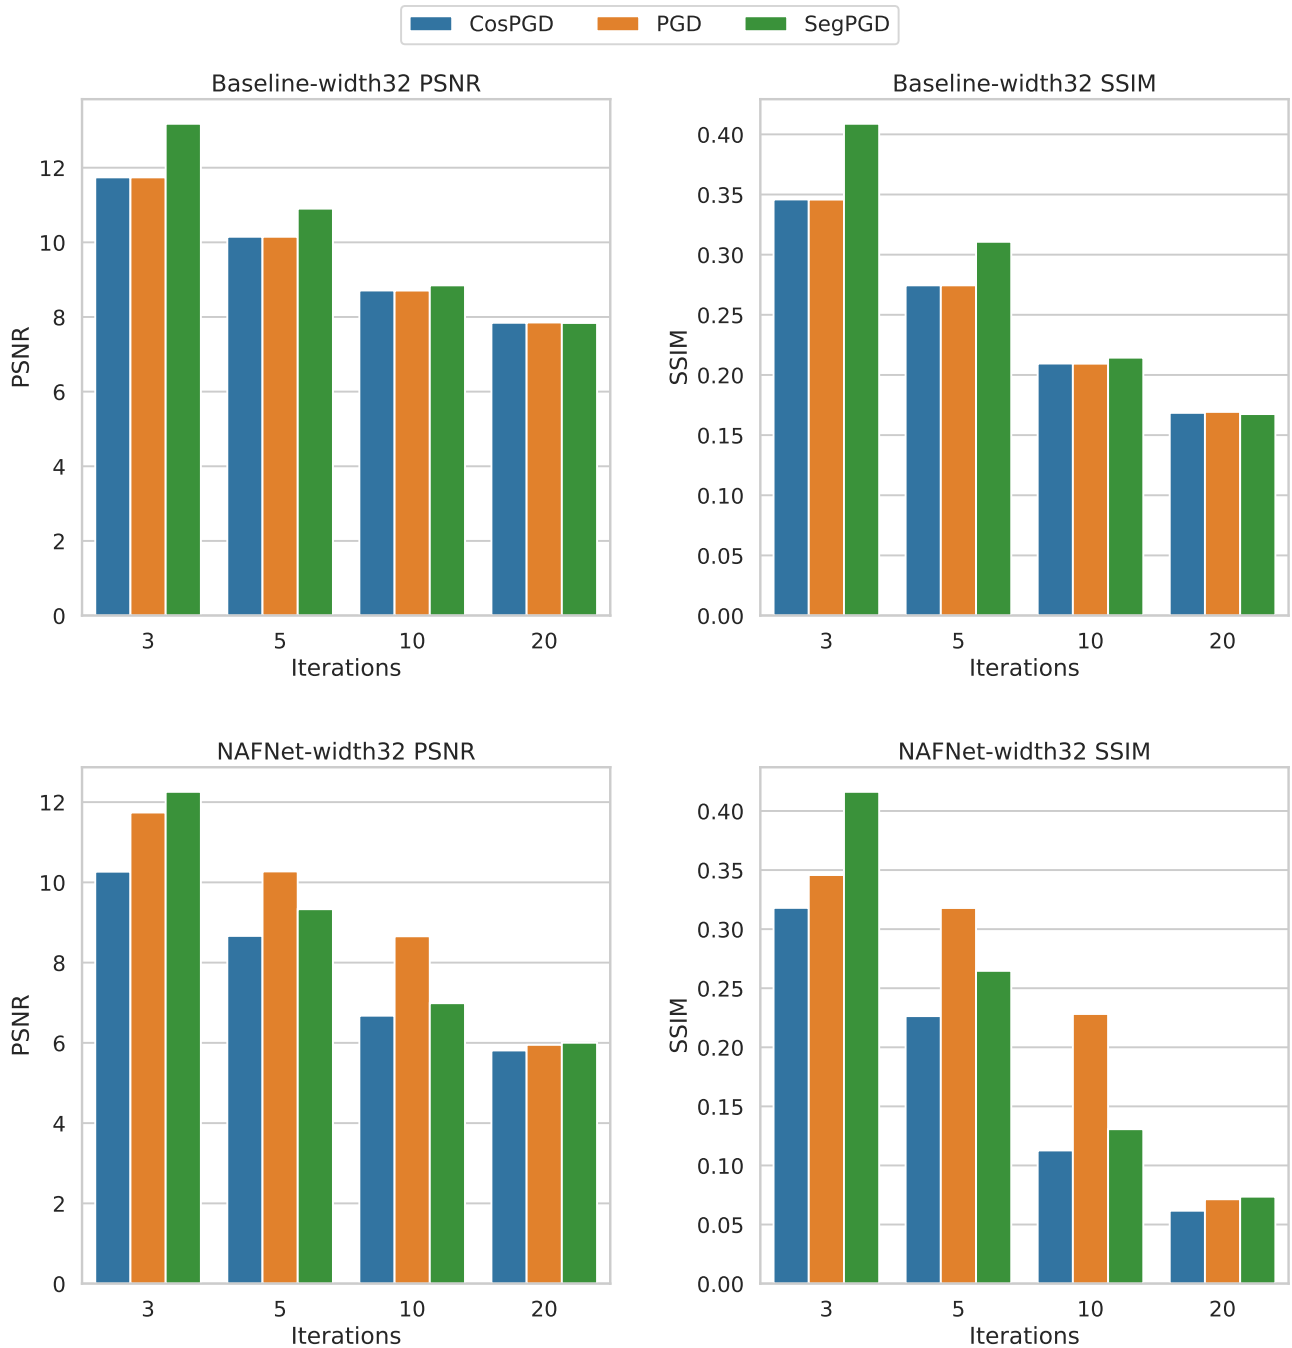 CosPGD PGD SegPGD
Baseline-width32 PSNR
PSNR
12
10
8
6
4
2
0
3 5 10 20
Iterations
Baseline-width32 SSIM
SSIM
0.40
0.35
0.30
0.25
0.20
0.15
0.10
0.05
0.00
3 5 10 20
Iterations
NAFNet-width32 PSNR
PSNR
12
10
8
6
4
2
0
3 5 10 20
Iterations
NAFNet-width32 SSIM
SSIM
0.40
0.35
0.30
0.25
0.20
0.15
0.10
0.05
0.00
3 5 10 20
Iterations